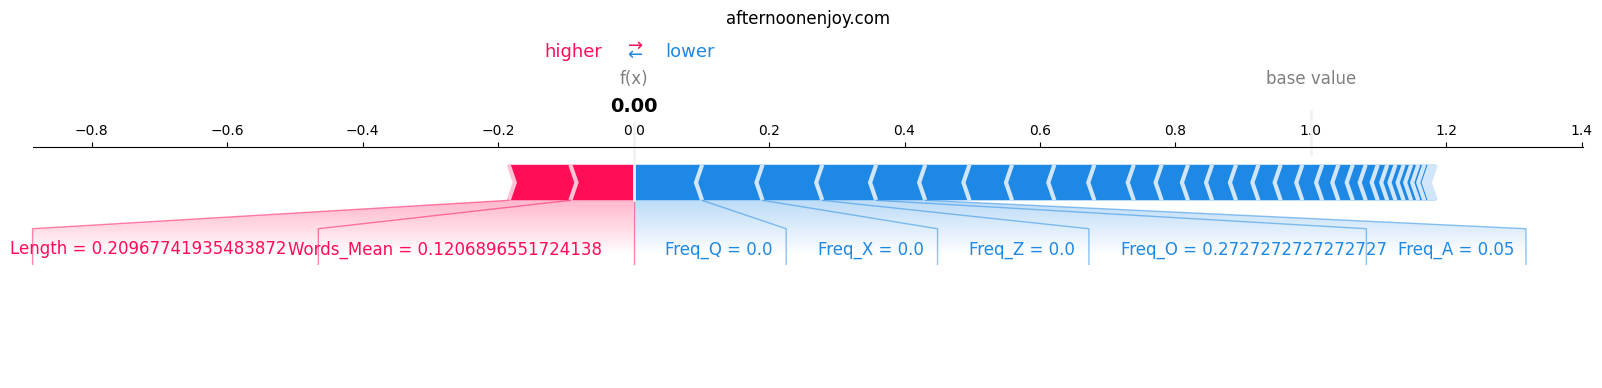 afternoonenjoy.com
higher → ← lower
f(x) base value
0.00
−0.8 −0.6 −0.4 −0.2 0.0 0.2 0.4 0.6 0.8 1.0 1.2 1.4
Length = 0.20967741935483872 Words_Mean = 0.1206896551724138 Freq_Q = 0.0 Freq_X = 0.0 Freq_Z = 0.0 Freq_O = 0.2727272727272727 Freq_A = 0.05